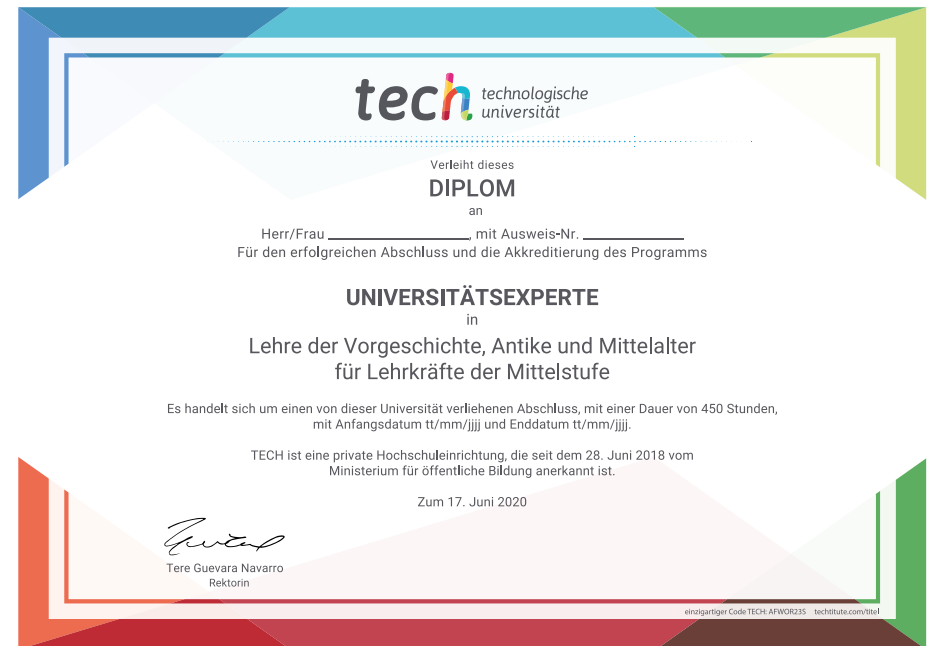 tech technologische
universität
Verleiht dieses
DIPLOM
an
Herr/Frau ____________________, mit Ausweis-Nr. ______________
Für den erfolgreichen Abschluss und die Akkreditierung des Programms
UNIVERSITÄTSEXPERTE
in
Lehre der Vorgeschichte, Antike und Mittelalter
für Lehrkräfte der Mittelstufe
Es handelt sich um einen von dieser Universität verliehenen Abschluss, mit einer Dauer von 450 Stunden,
mit Anfangsdatum tt/mm/jjjj und Enddatum tt/mm/jjjj.
TECH ist eine private Hochschuleinrichtung, die seit dem 28. Juni 2018 vom
Ministerium für öffentliche Bildung anerkannt ist.
Zum 17. Juni 2020
Tere Guevara Navarro
Rektorin
einzigartiger Code TECH: AFWOR23S techtitute.com/titel